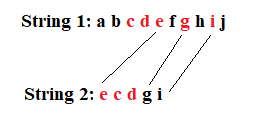 String 1: a b c d e f g h i j
String 2: e c d g i